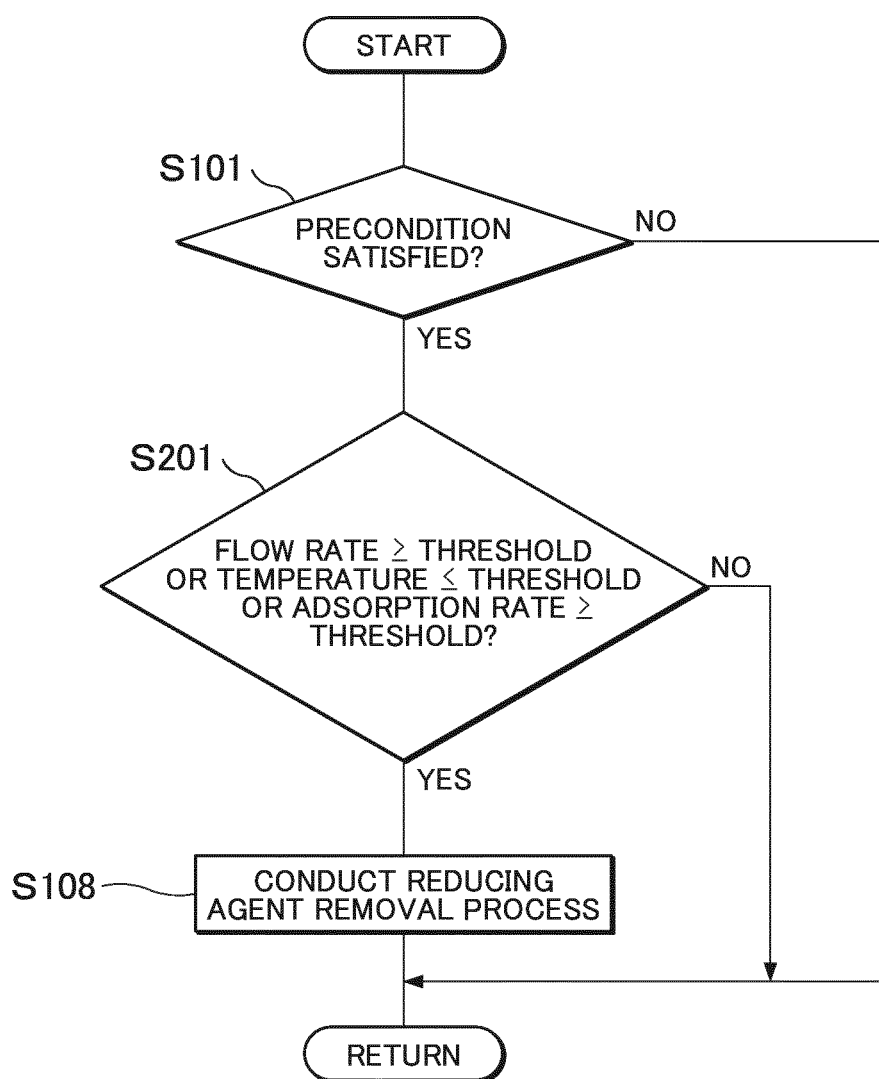 START
S101
PRECONDITION
SATISFIED?
NO
YES
S201
FLOW RATE ≥ THRESHOLD
OR TEMPERATURE ≤ THRESHOLD
OR ADSORPTION RATE ≥
THRESHOLD?
NO
YES
S108
CONDUCT REDUCING
AGENT REMOVAL PROCESS
RETURN